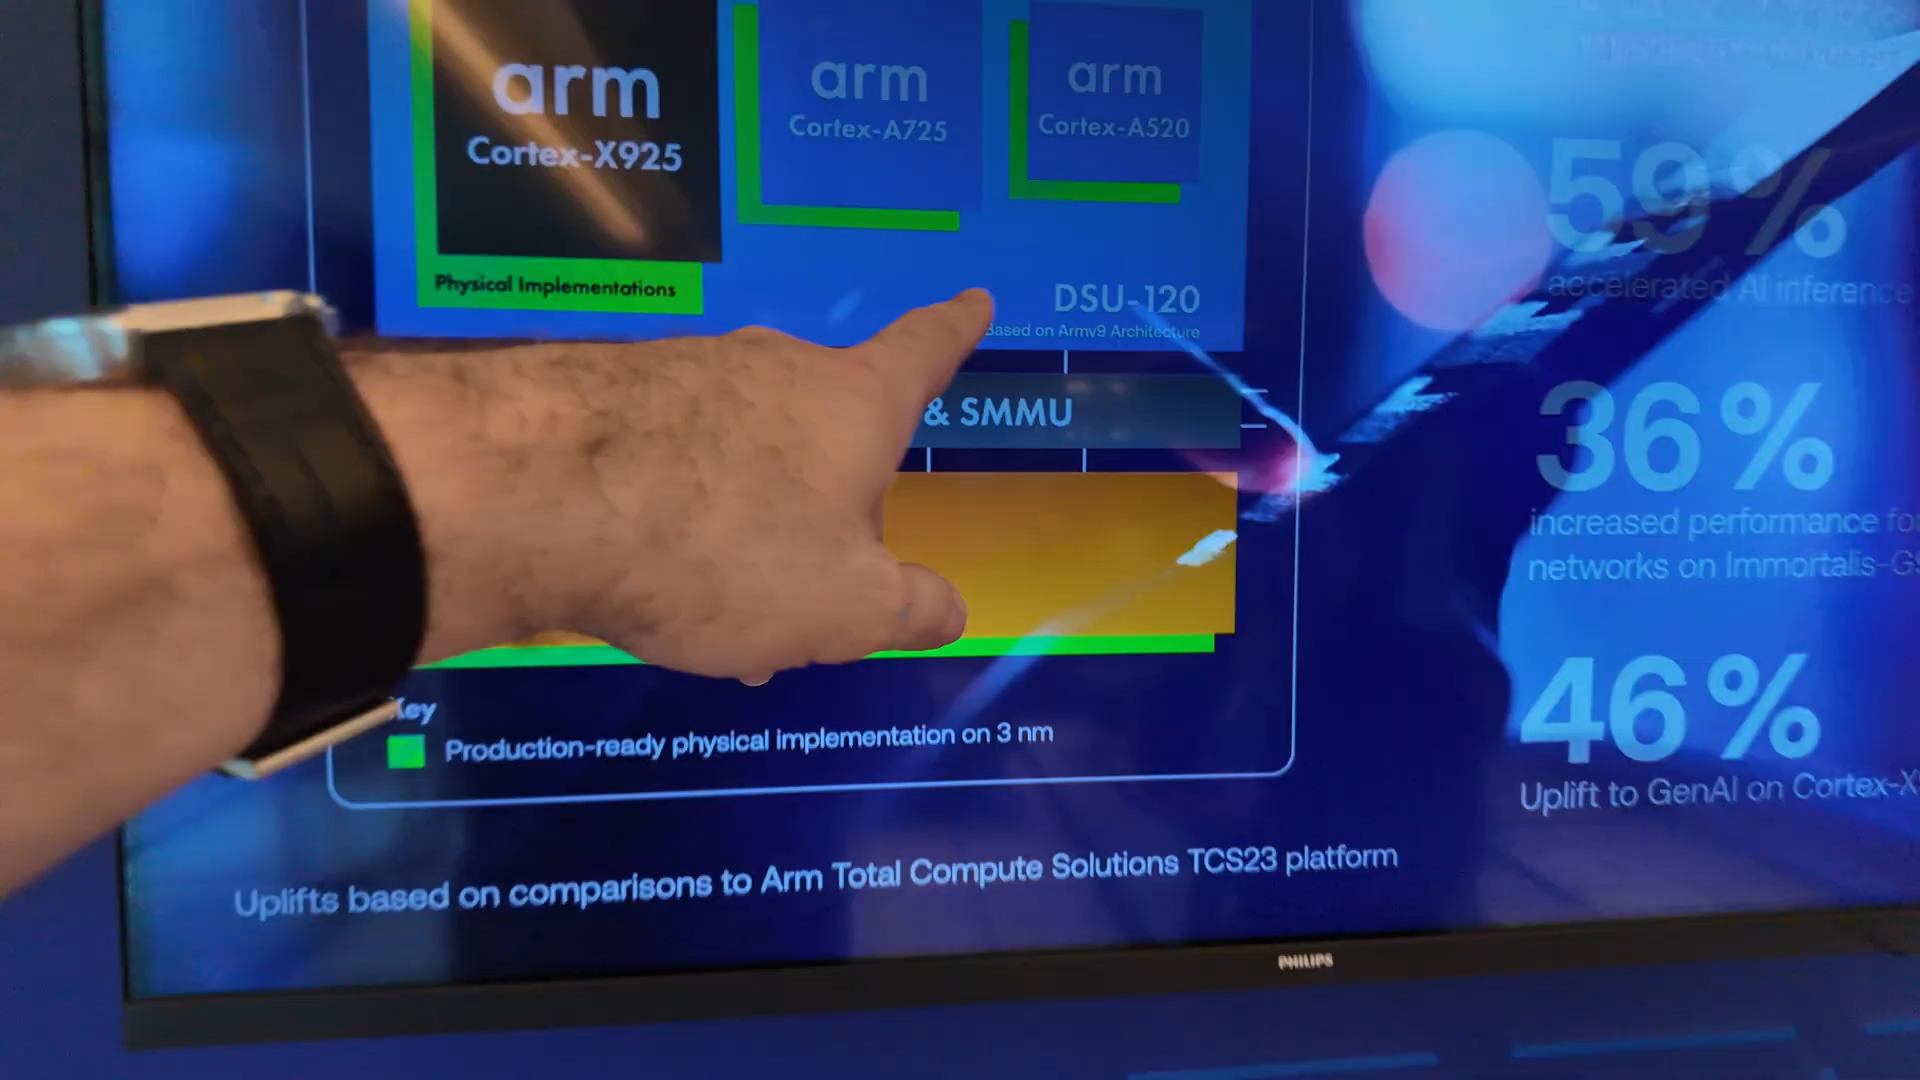 arm
Cortex-X925
arm
Cortex-A725
arm
Cortex-A520
Physical Implementations
DSU-120
Based on Armv9 Architecture
& SMMU
Key
Production-ready physical implementation on 3 nm
Uplifts based on comparisons to Arm Total Compute Solutions TCS23 platform
59%
accelerated AI inference
36%
increased performance fo
networks on Immortalis-G
46%
Uplift to GenAI on Cortex-X
PHILIPS